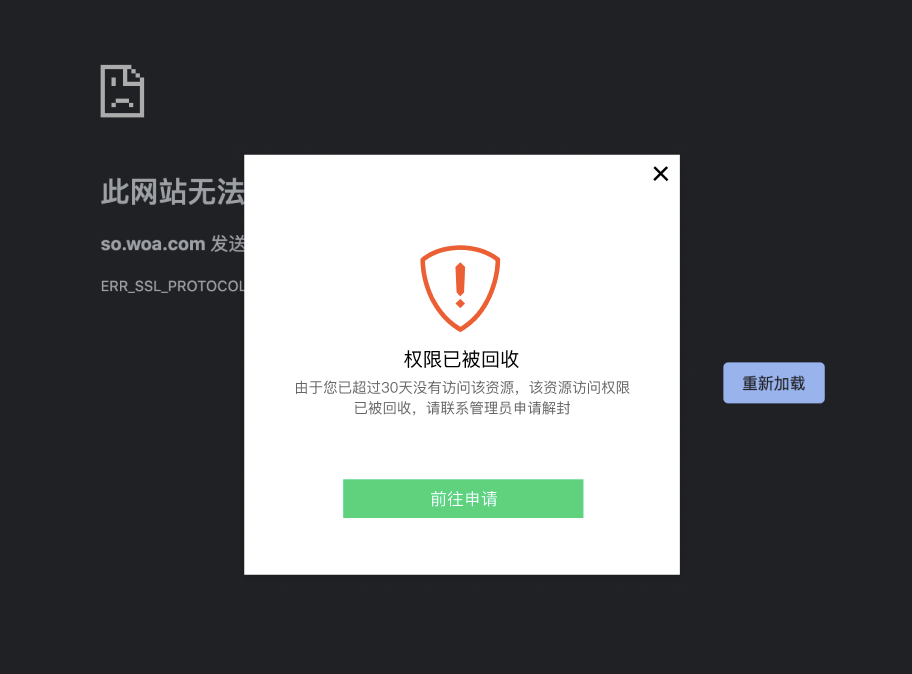 此网站无法
so.woa.com 发送
ERR_SSL_PROTOCOL
权限已被回收
由于您已超过30天没有访问该资源，该资源访问权限
已被回收，请联系管理员申请解封
重新加载
前往申请